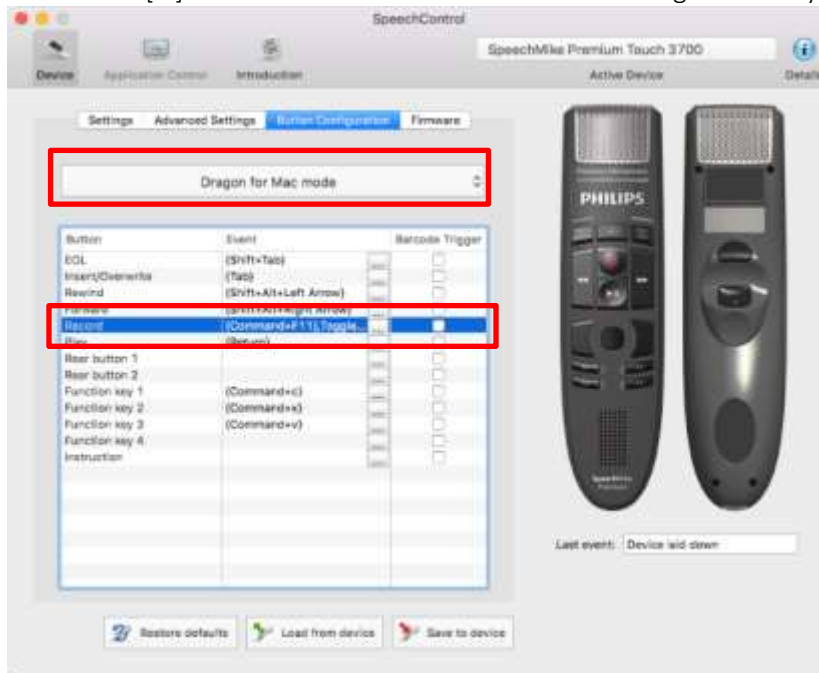 SpeechControl
SpeechMike Premium Touch 3700
Device Application Control Introduction Active Device Details
Settings Advanced Settings Button Configuration Firmware
Dragon for Mac mode
PHILIPS
Button Event Barcode Trigger
EOL (Shift+Tab) ...
Insert/Overwrite (Tab) ...
Rewind (Shift+Alt+Left Arrow) ...
Forward (Shift+Alt+Right Arrow) ...
Record (Command+F11),Toggle... ...
Play (Return) ...
Rear button 1 ...
Rear button 2 ...
Function key 1 (Command+c) ...
Function key 2 (Command+x) ...
Function key 3 (Command+v) ...
Function key 4 ...
Instruction ...
SpeechMike
Premium
Last event: Device laid down
Restore defaults Load from device Save to device